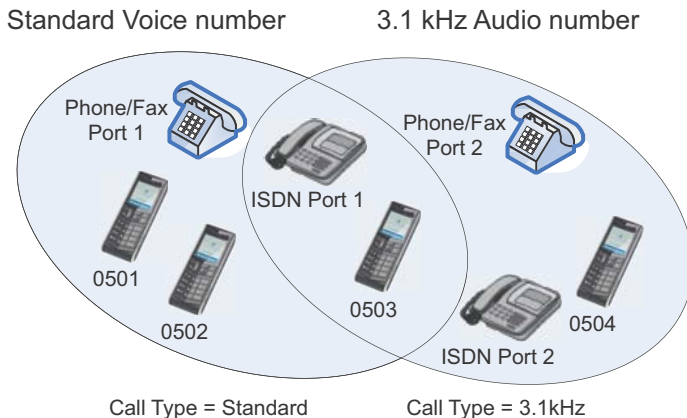 Standard Voice number
3.1 kHz Audio number
Phone/Fax
Port 1
ISDN Port 1
Phone/Fax
Port 2
0501
0502
0503
0504
ISDN Port 2
Call Type = Standard
Call Type = 3.1kHz